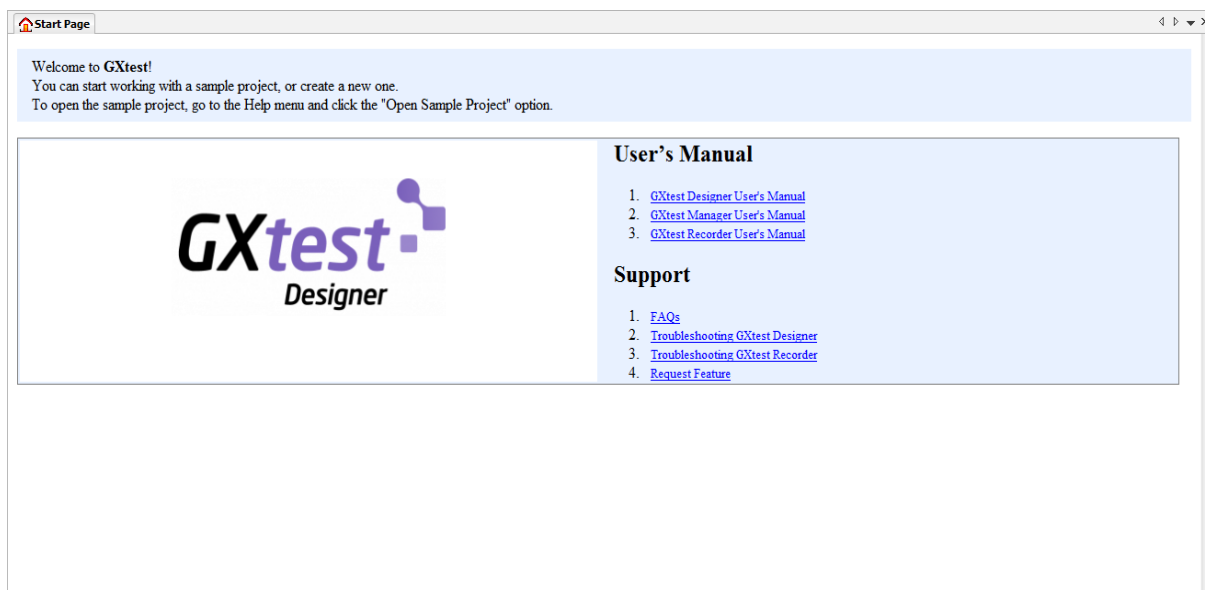 Start Page
Welcome to GXtest!
You can start working with a sample project, or create a new one.
To open the sample project, go to the Help menu and click the "Open Sample Project" option.
GXtest
Designer
User’s Manual
1. GXtest Designer User's Manual
2. GXtest Manager User's Manual
3. GXtest Recorder User's Manual
Support
1. FAQs
2. Troubleshooting GXtest Designer
3. Troubleshooting GXtest Recorder
4. Request Feature